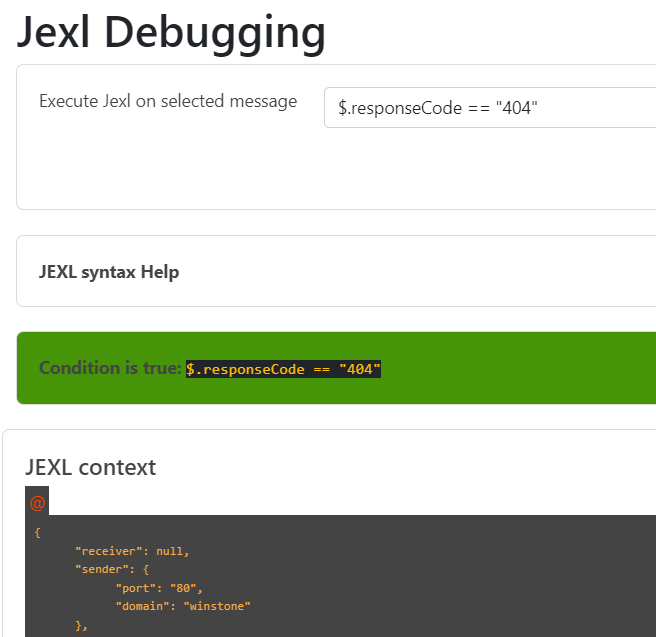 Jexl Debugging
Execute Jexl on selected message
$.responseCode == "404"
JEXL syntax Help
Condition is true: $.responseCode == "404"
JEXL context
@
{
"receiver": null,
"sender": {
"port": "80",
"domain": "winstone"
},